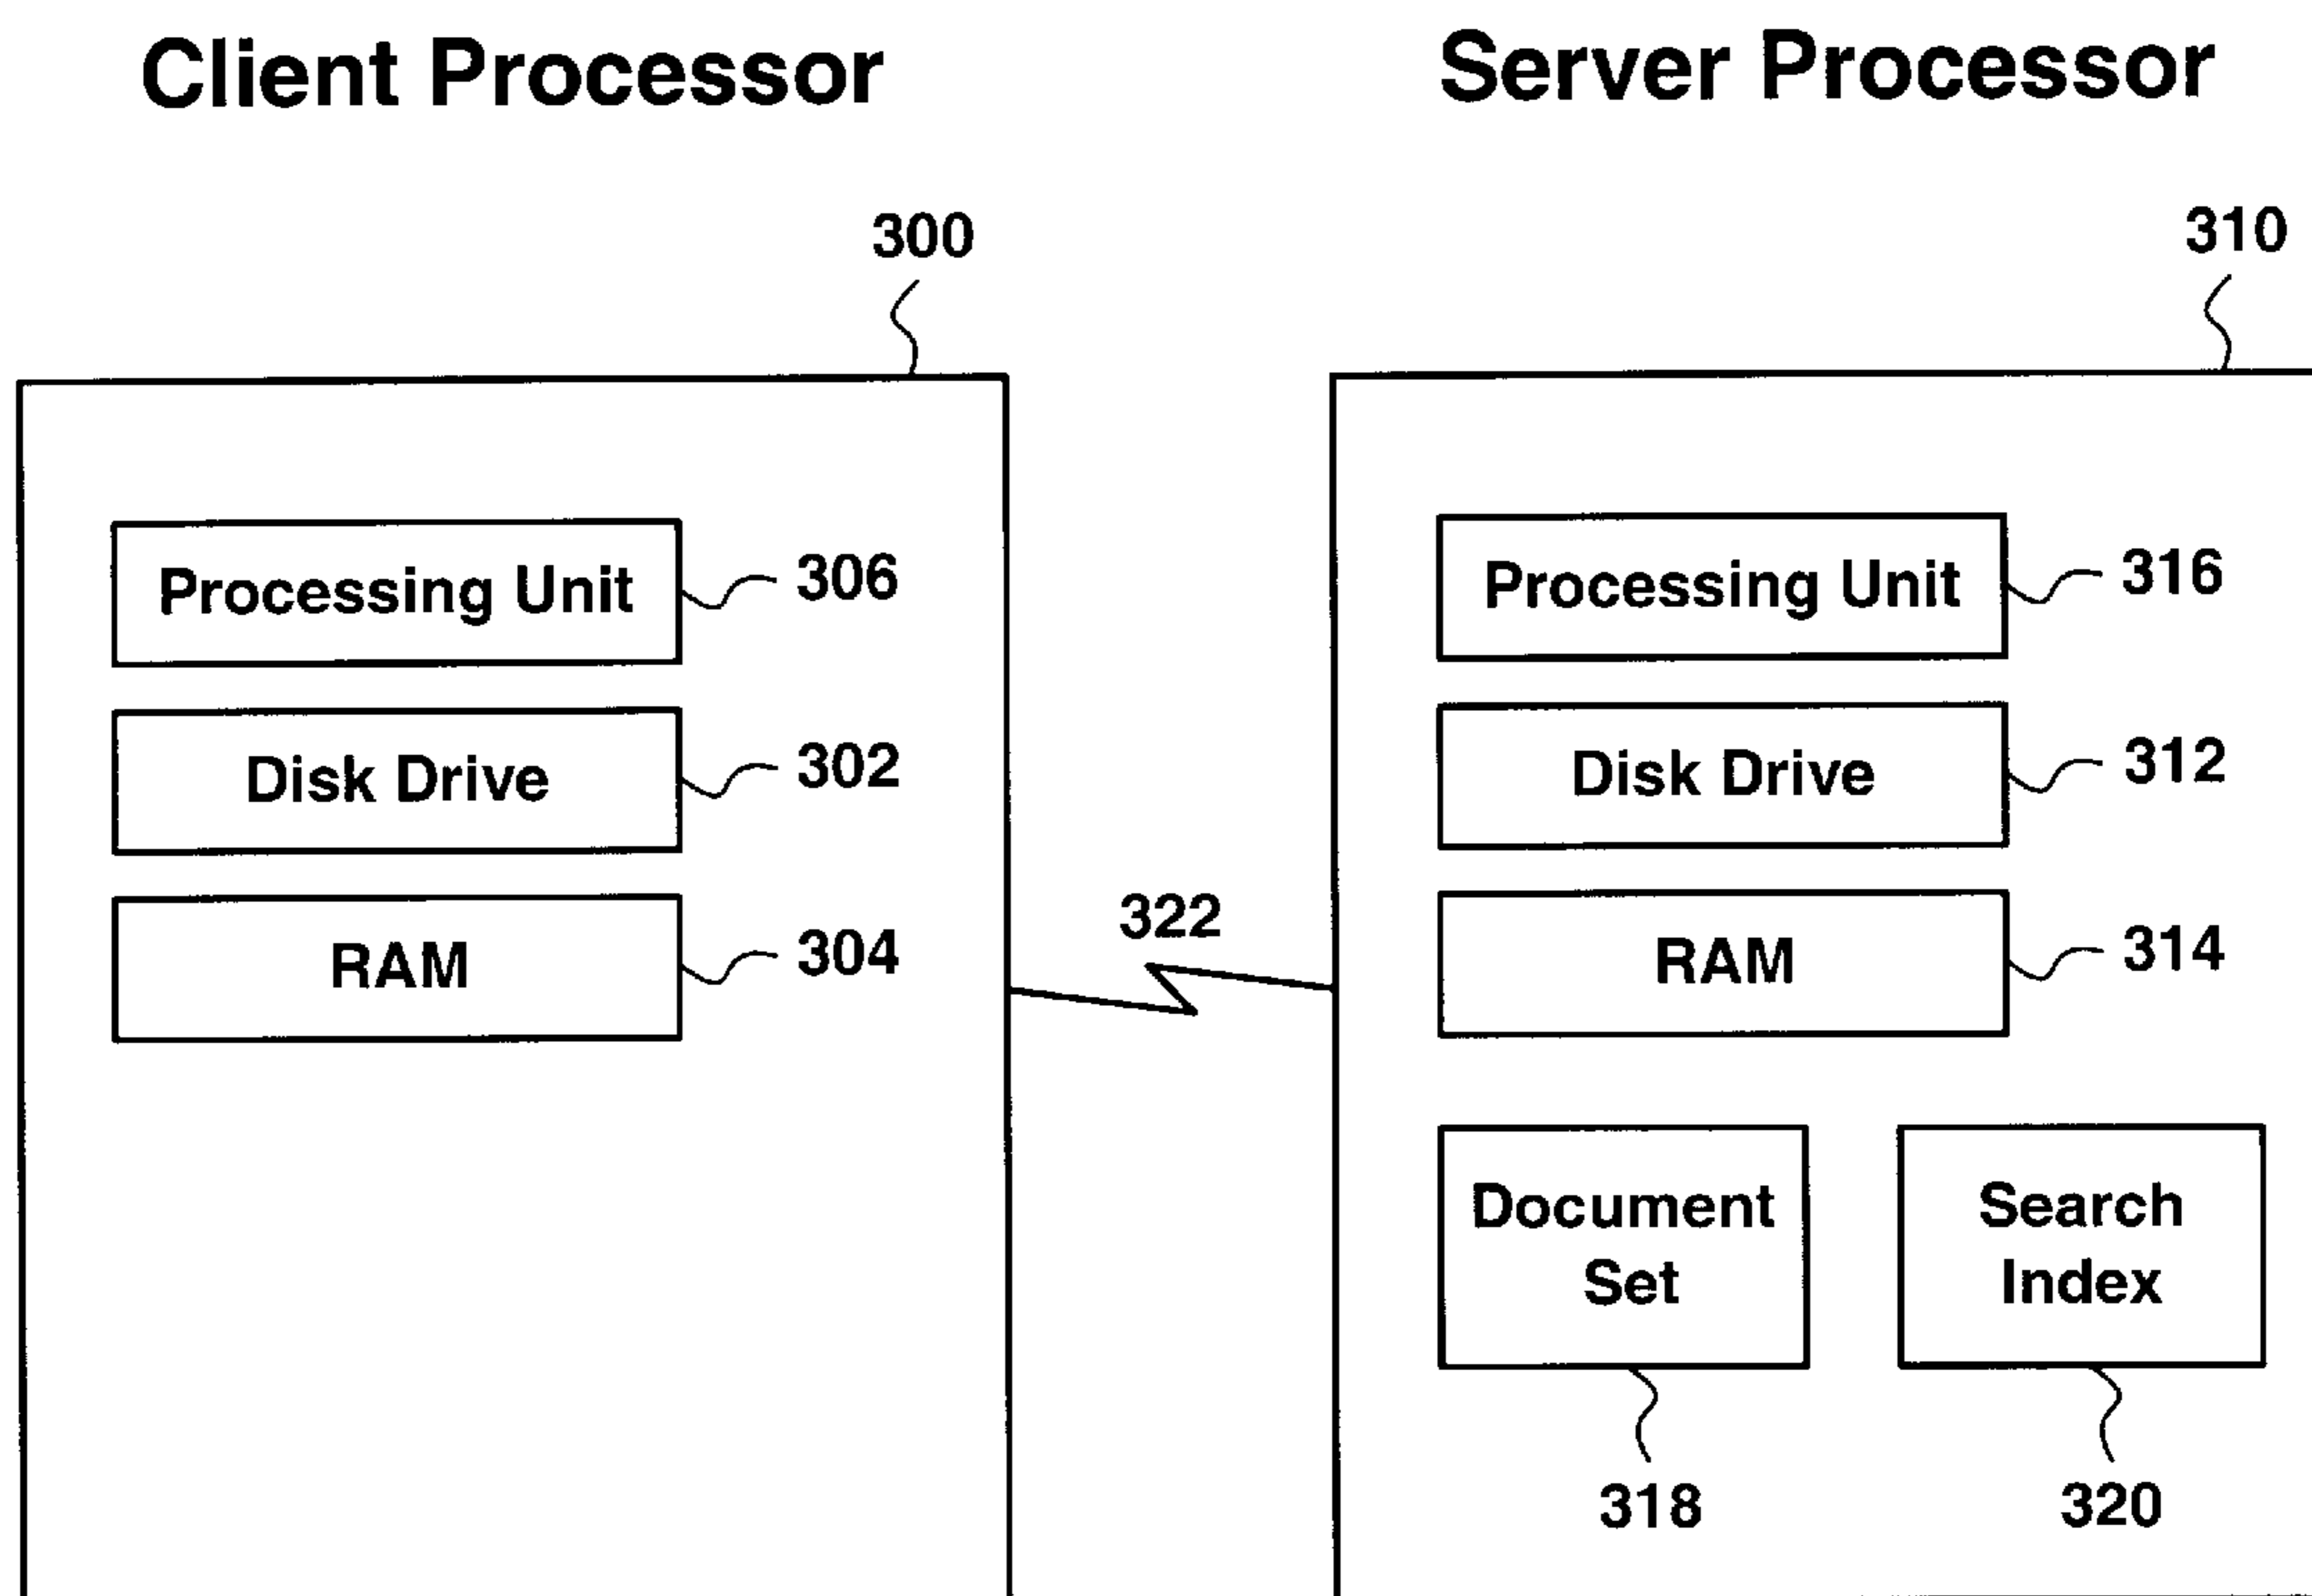 Client Processor
Server Processor
300
310
Processing Unit
306
Disk Drive
302
RAM
304
322
Processing Unit
316
Disk Drive
312
RAM
314
Document
Set
Search
Index
318
320